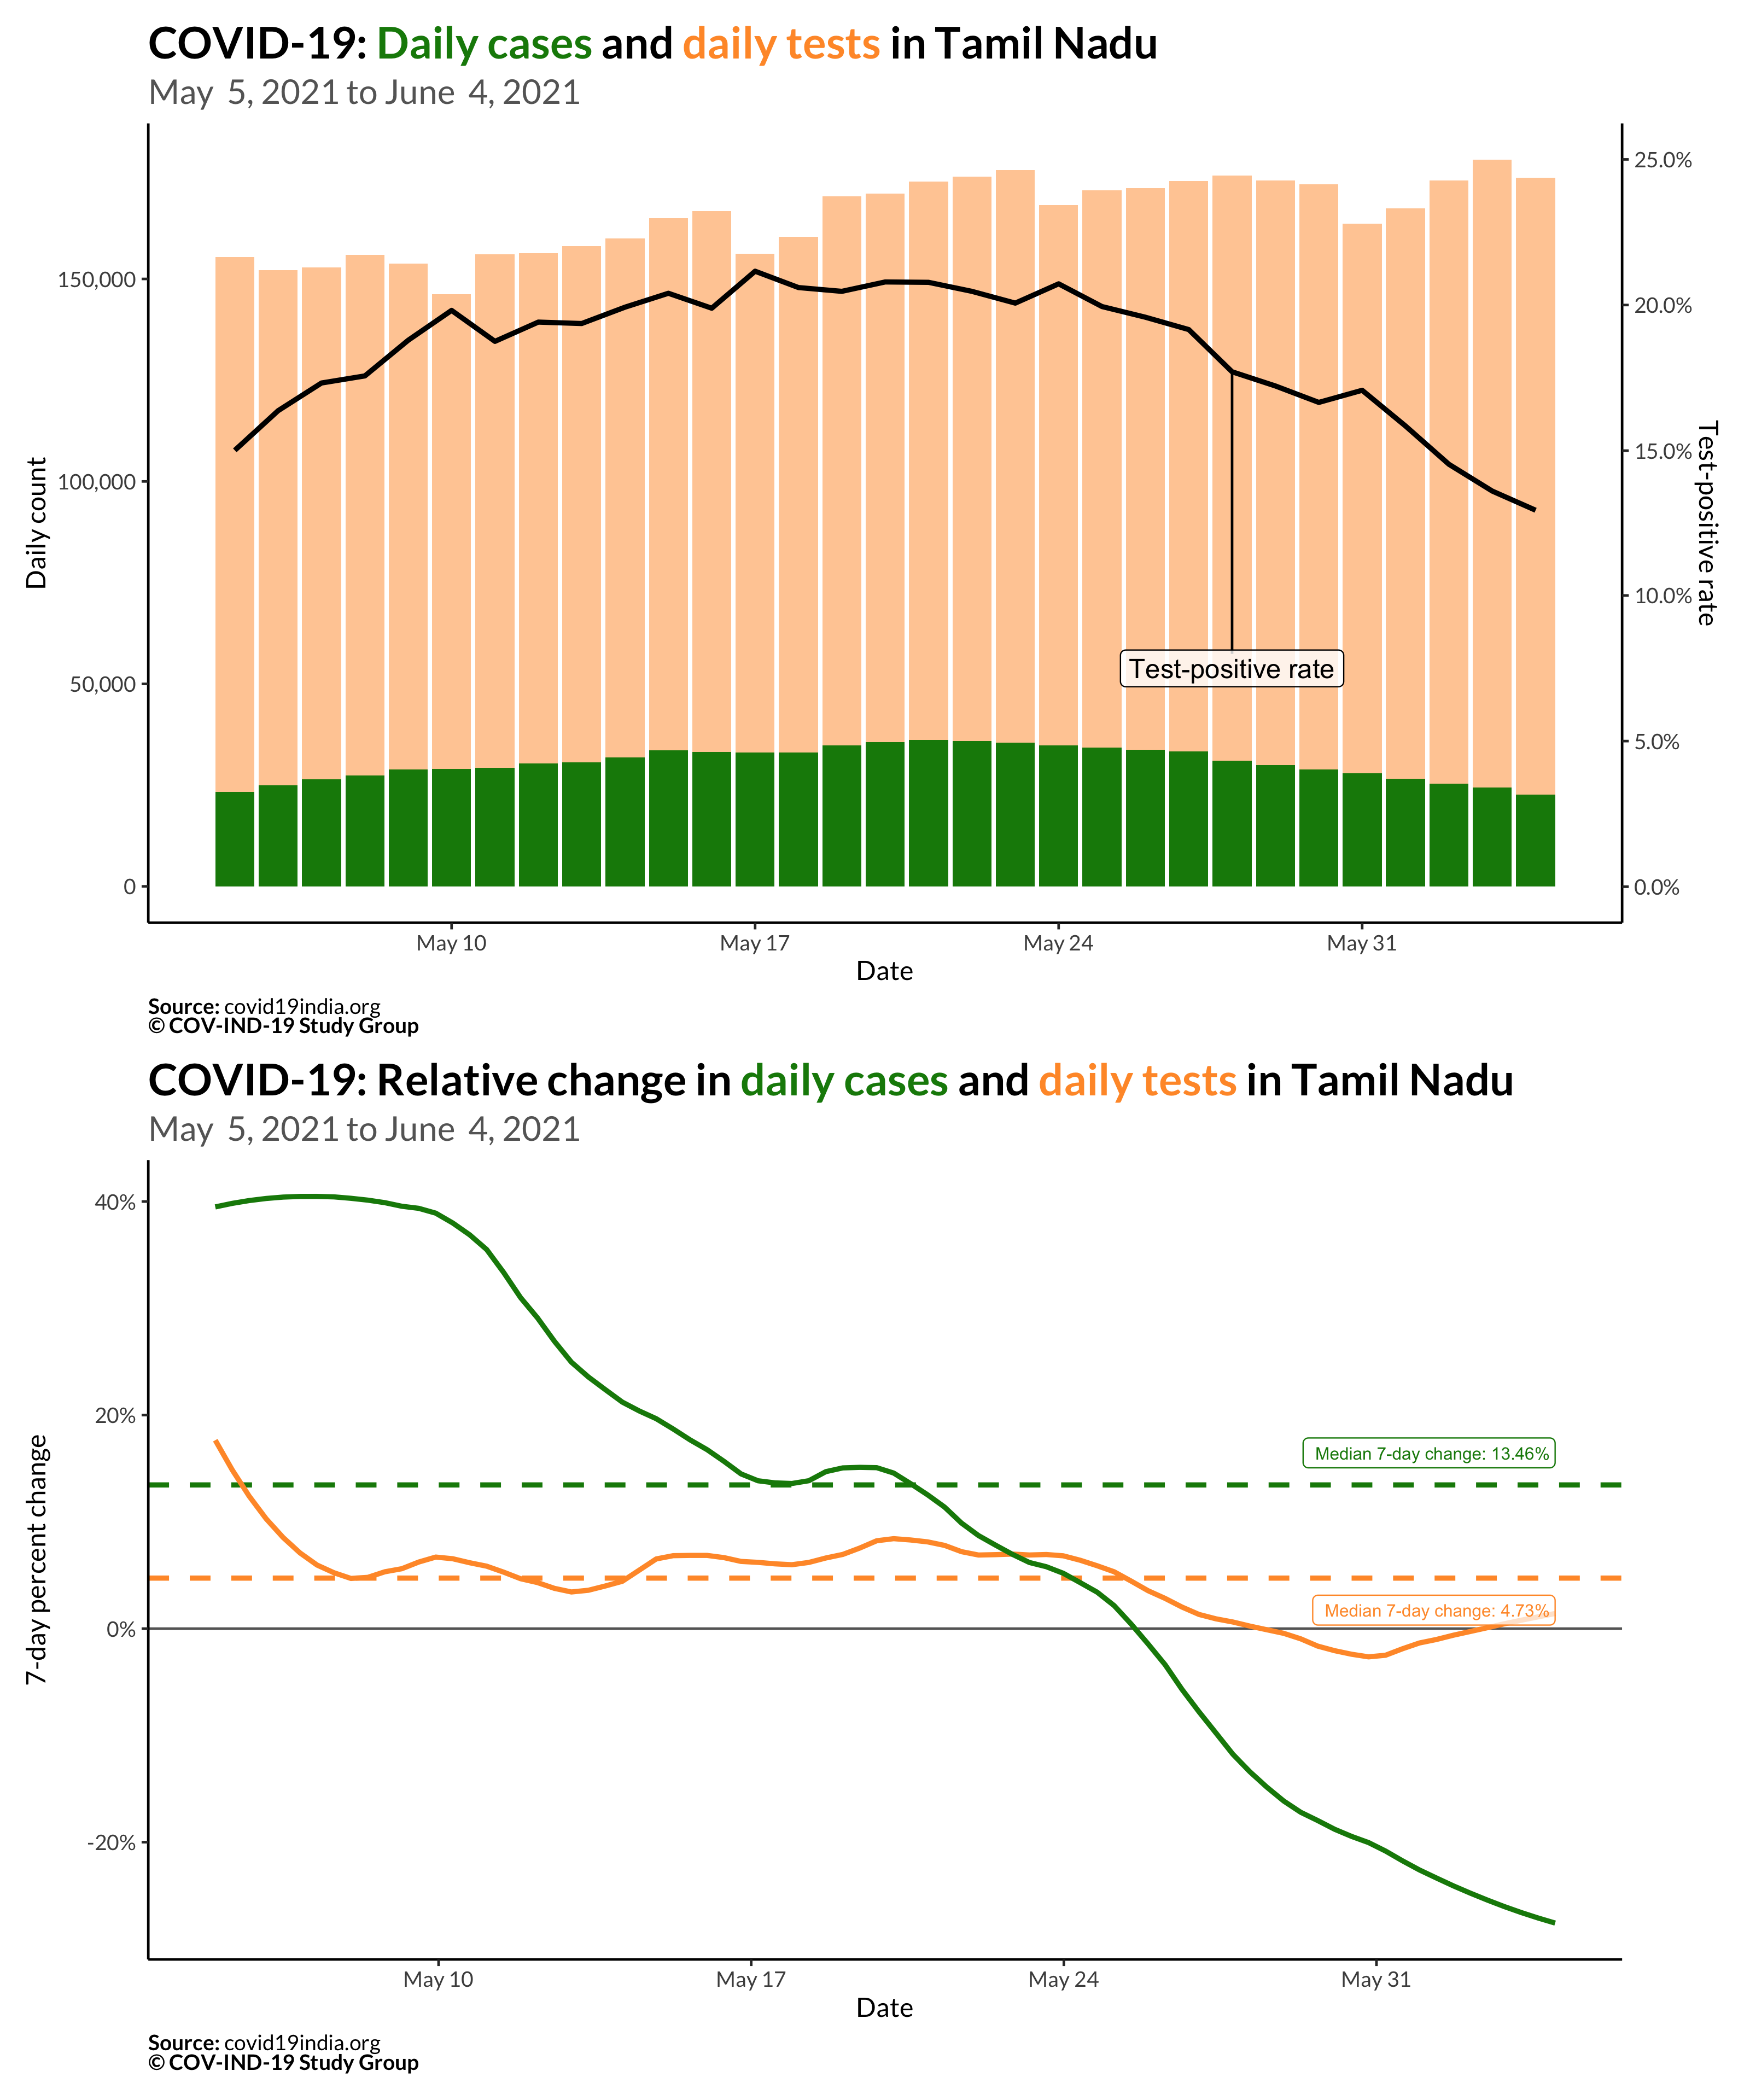 COVID-19: Daily cases and daily tests in Tamil Nadu
May 5, 2021 to June 4, 2021
Daily count
150,000
100,000
50,000
0
25.0%
20.0%
15.0%
10.0%
5.0%
0.0%
Test-positive rate
Test-positive rate
May 10
May 17
May 24
May 31
Date
Source: covid19india.org
© COV-IND-19 Study Group
COVID-19: Relative change in daily cases and daily tests in Tamil Nadu
May 5, 2021 to June 4, 2021
7-day percent change
40%
20%
0%
-20%
Median 7-day change: 13.46%
Median 7-day change: 4.73%
May 10
May 17
May 24
May 31
Date
Source: covid19india.org
© COV-IND-19 Study Group